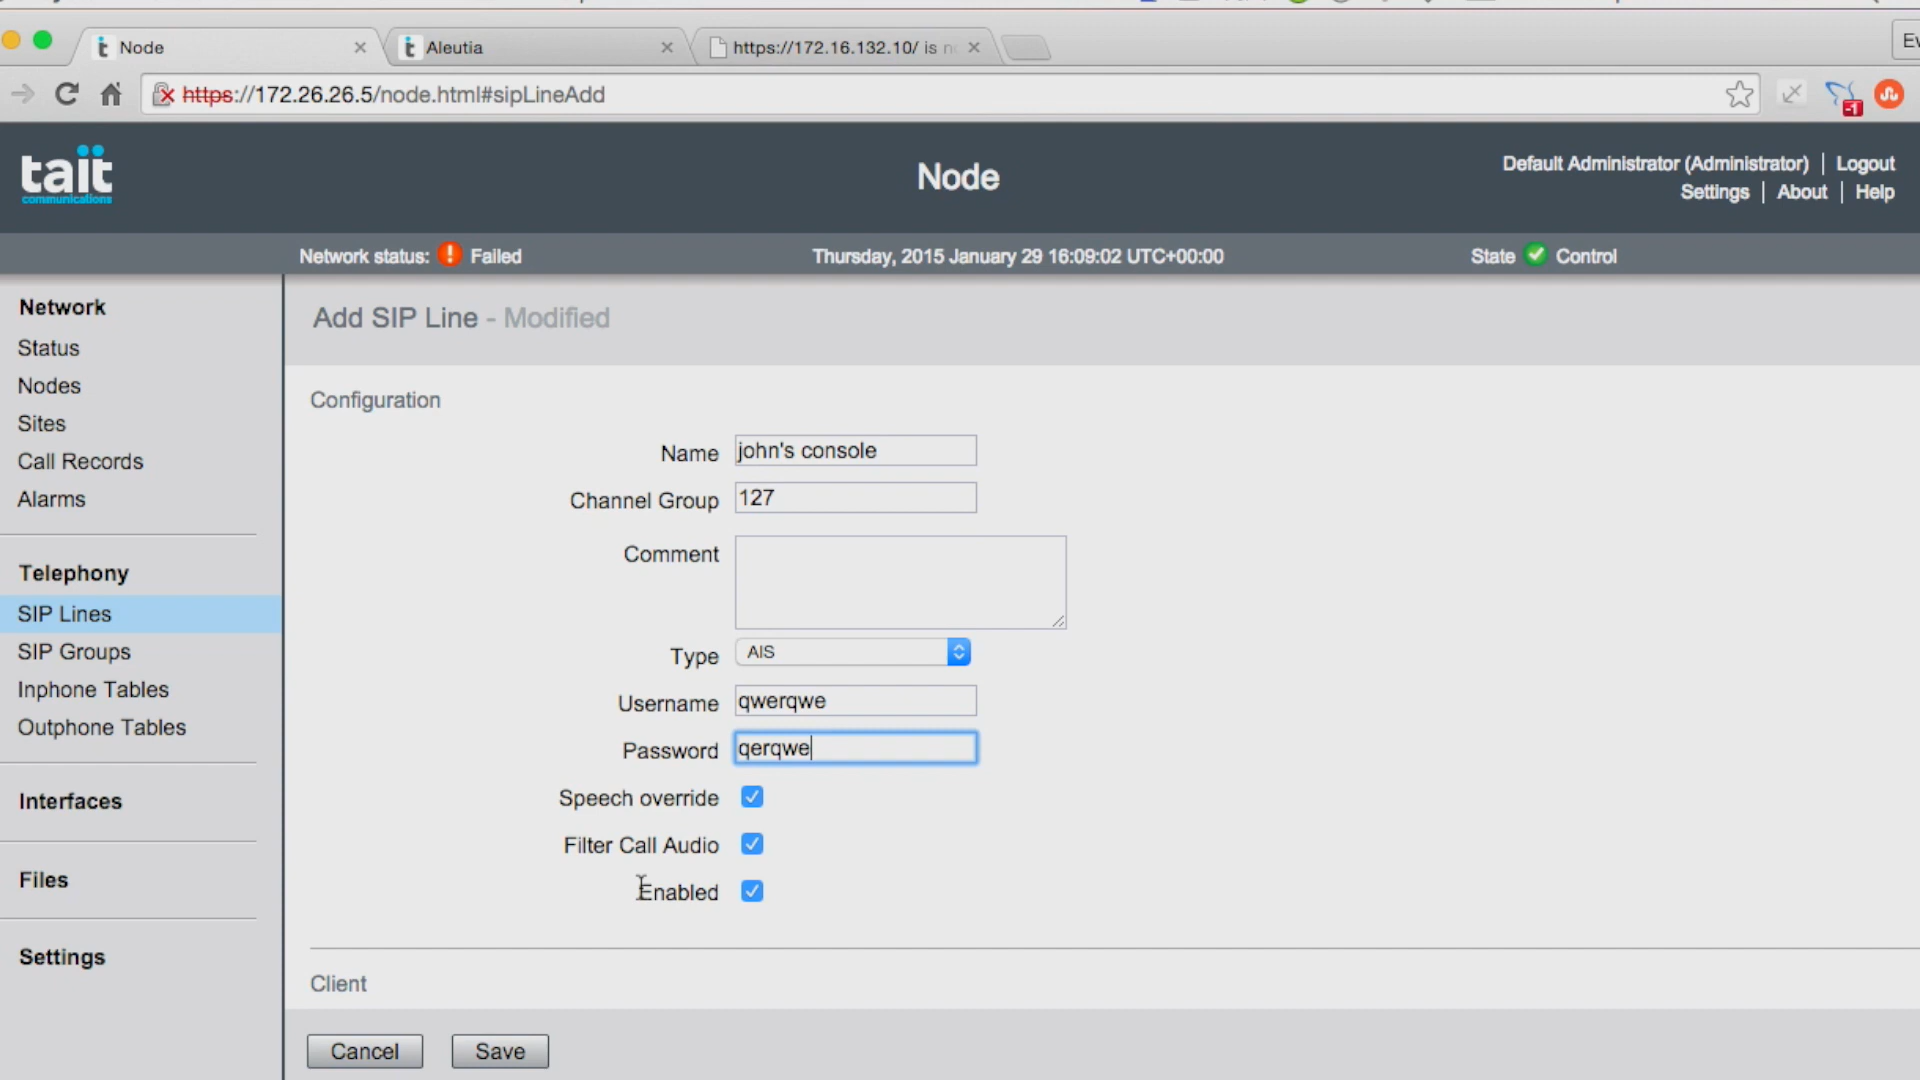 Node
Aleutia
https://172.16.132.10/ is n
https://172.26.26.5/node.html#sipLineAdd
-1
tait
communications
Node
Default Administrator (Administrator) | Logout
Settings | About | Help
Network status: ! Failed
Thursday, 2015 January 29 16:09:02 UTC+00:00
State Control
Network
Status
Nodes
Sites
Call Records
Alarms
Telephony
SIP Lines
SIP Groups
Inphone Tables
Outphone Tables
Interfaces
Files
Settings
Add SIP Line - Modified
Configuration
Name john's console
Channel Group 127
Comment
Type AIS
Username qwerqwe
Password qerqwe
Speech override
Filter Call Audio
Enabled
Client
Cancel Save